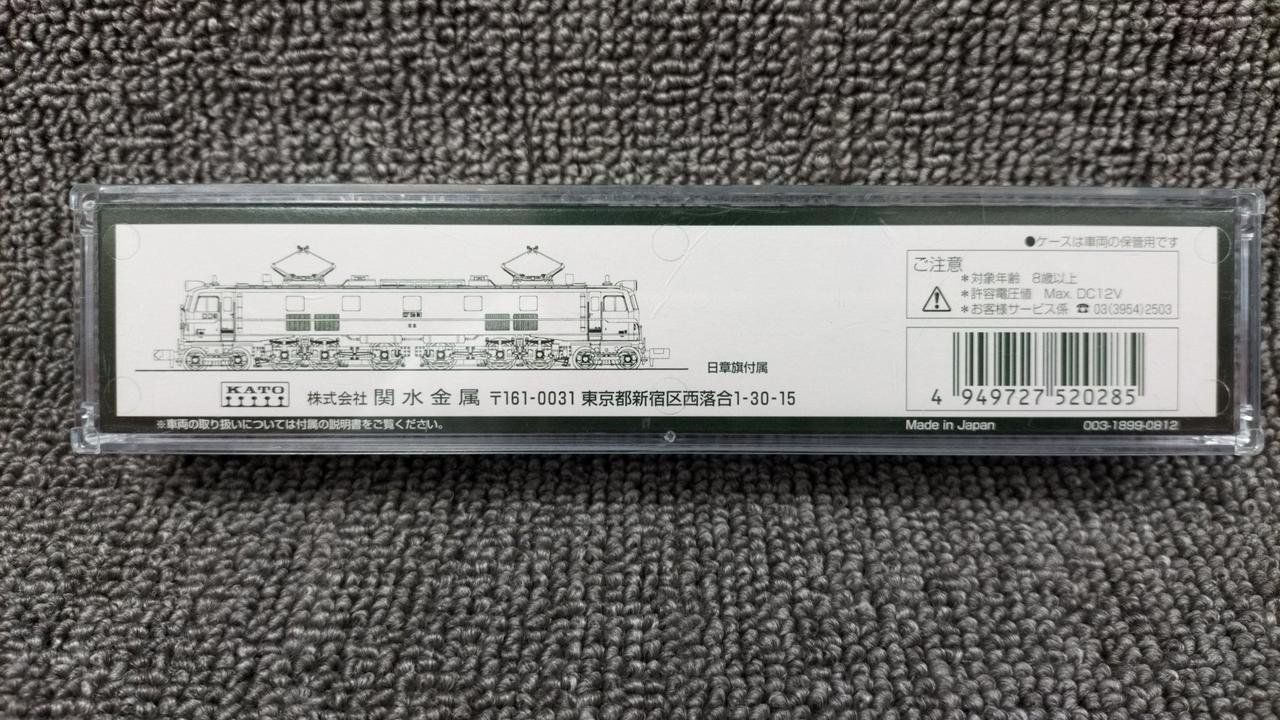 ●ケースは車両の保管用です
ご注意
＊対象年齢　8歳以上
＊許容電圧値　Max. DC12V
＊お客様サービス係 ☎ 03(3954)2503
日章旗付属
KATO
株式会社 関水金属 〒161-0031 東京都新宿区西落合1-30-15
4 949727 520285
※車両の取り扱いについては付属の説明書をご覧ください。
Made in Japan
003-1899-0812